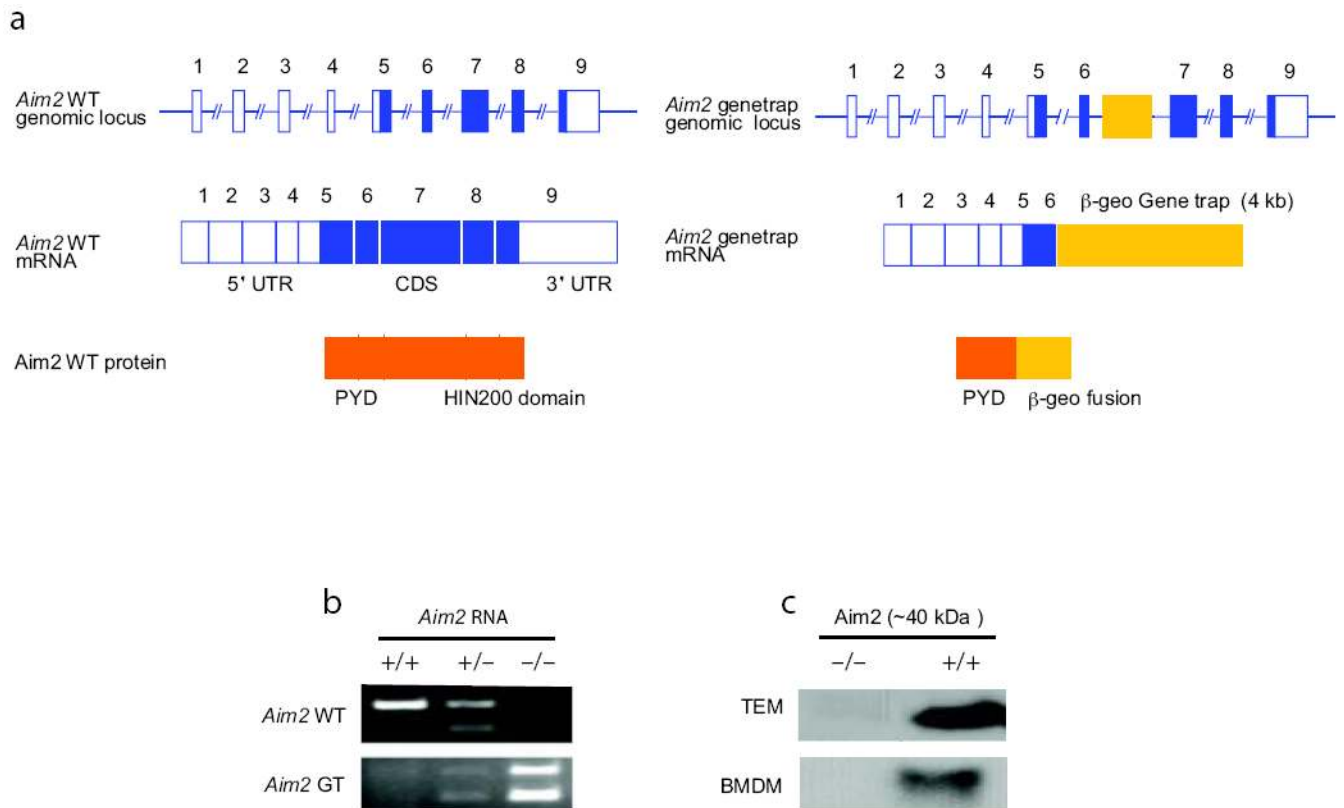 a
1 2 3 4 5 6 7 8 9
Aim2 WT
genomic locus
1 2 3 4 5 6 7 8 9
Aim2 WT
mRNA
5' UTR CDS 3' UTR
Aim2 WT protein
PYD HIN200 domain
1 2 3 4 5 6 7 8 9
Aim2 genetrap
genomic locus
1 2 3 4 5 6 β-geo Gene trap (4 kb)
Aim2 genetrap
mRNA
PYD β-geo fusion
b
Aim2 RNA
+/+ +/− −/−
Aim2 WT
Aim2 GT
c
Aim2 (~40 kDa )
−/− +/+
TEM
BMDM